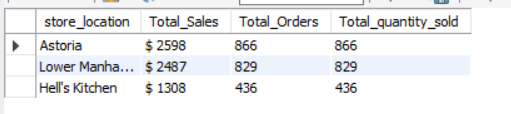 store_location Total_Sales Total_Orders Total_quantity_sold
Astoria $ 2598 866 866
Lower Manha... $ 2487 829 829
Hell's Kitchen $ 1308 436 436